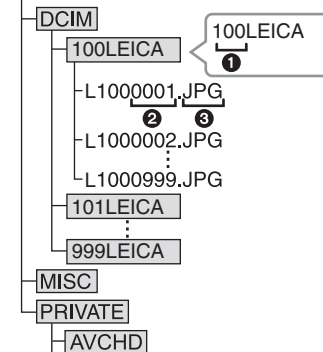 DCIM
100LEICA
100LEICA
❶
L1000001.JPG
❷ ❸
L1000002.JPG
L1000999.JPG
101LEICA
999LEICA
MISC
PRIVATE
AVCHD